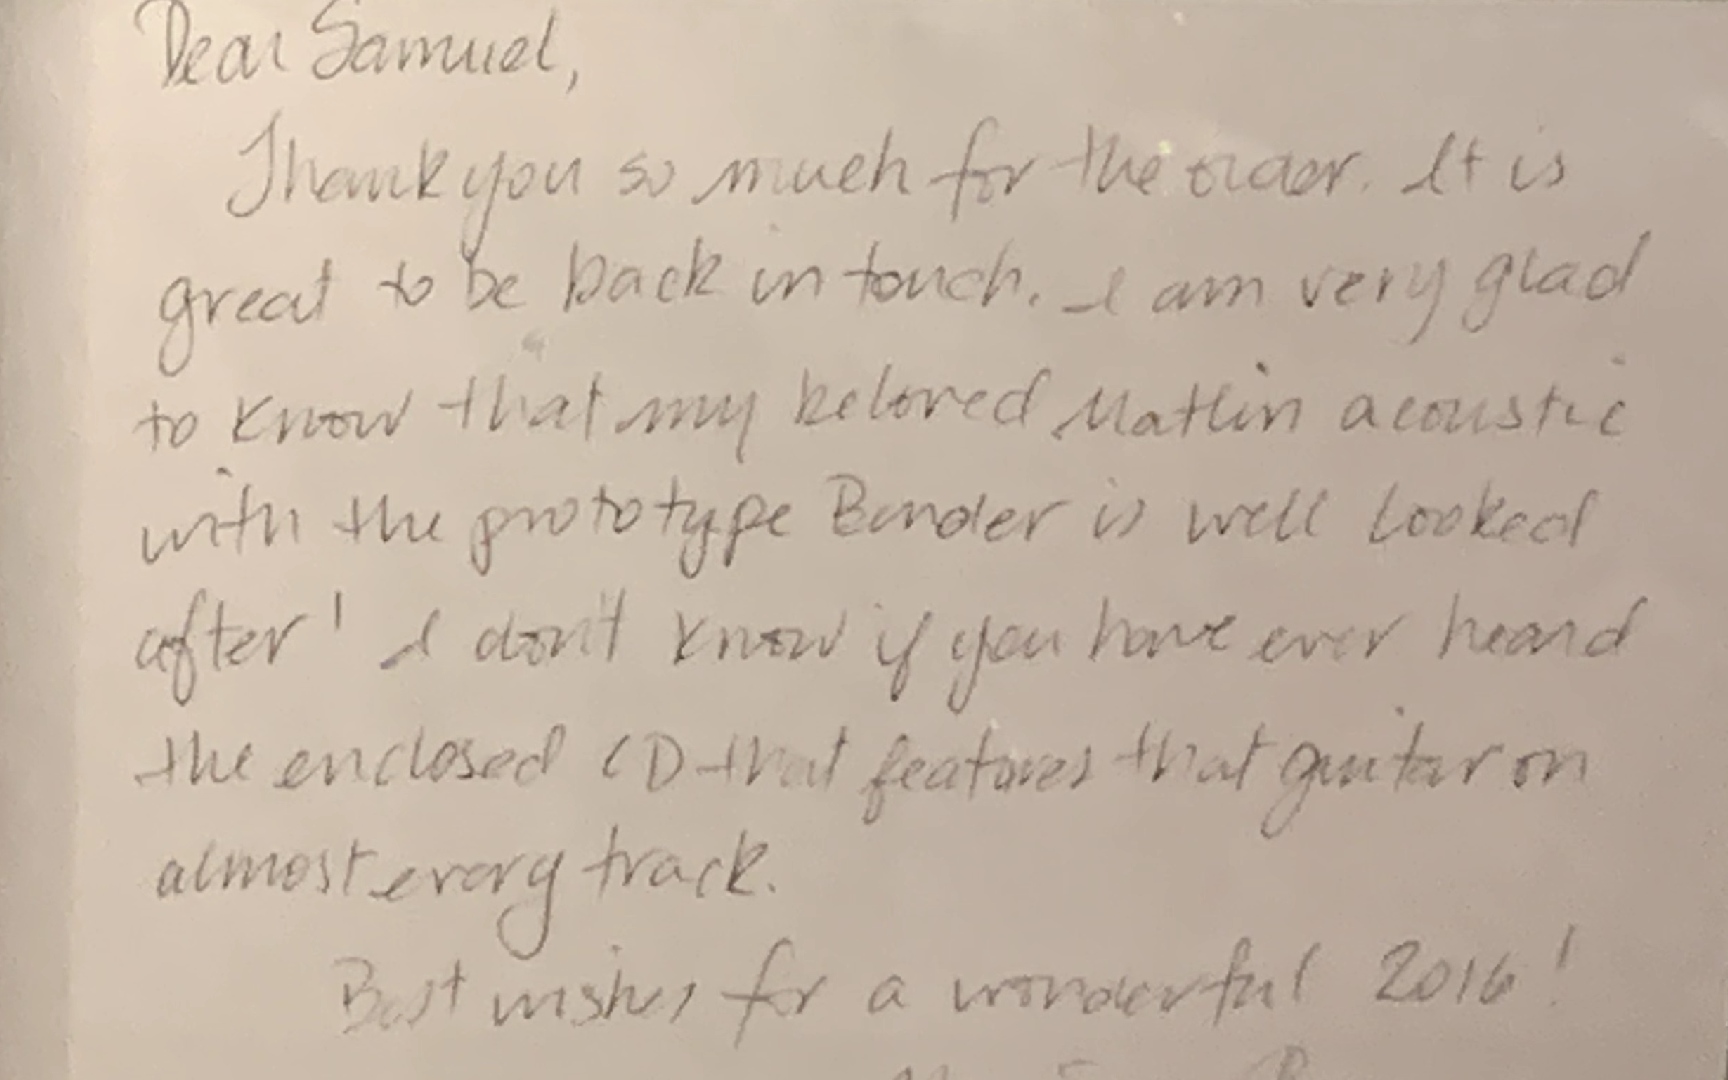 Dear Samuel,
Thank you so much for the order. It is
great to be back in touch. I am very glad
to know that my beloved Matlin acoustic
with the prototype Bender is well looked
after! I don't know if you have ever heard
the enclosed CD that features that guitar on
almost every track.
Best wishes for a wonderful 2016!